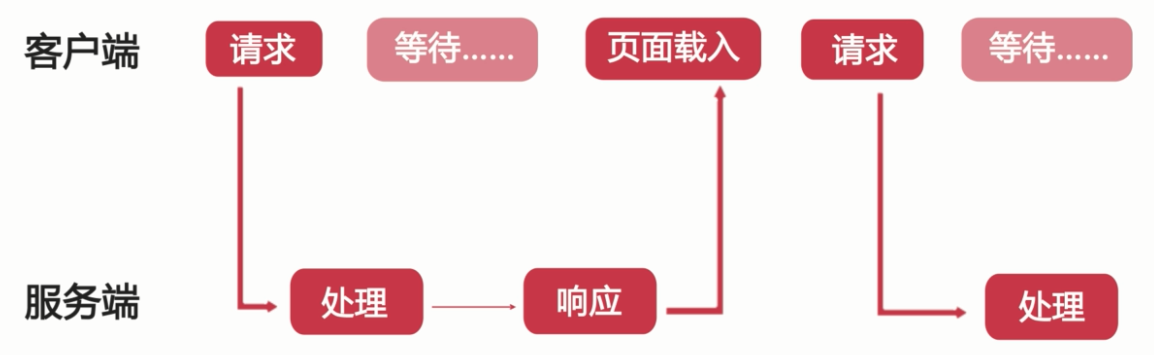 客户端 请求 等待...... 页面载入 请求 等待......
服务端 处理 响应 处理